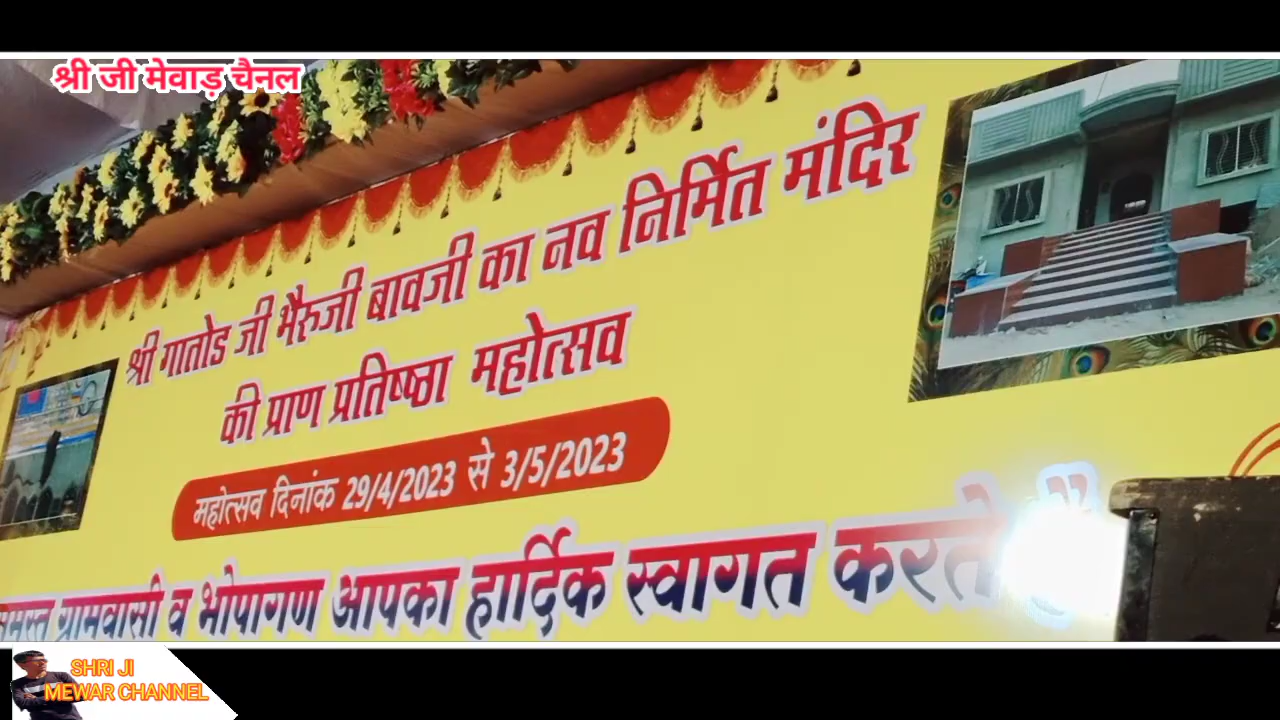 श्री जी मेवाड़ चैनल
श्री गातोड जी भैरुजी बावजी का नव निर्मित मंदिर
की प्राण प्रतिष्ष्ठा महोत्सव
महोत्सव दिनांक 29/4/2023 से 3/5/2023
समस्त ग्रामवासी व भोपागण आपका हार्दिक स्वागत करते
SHRI JI
MEWAR CHANNEL